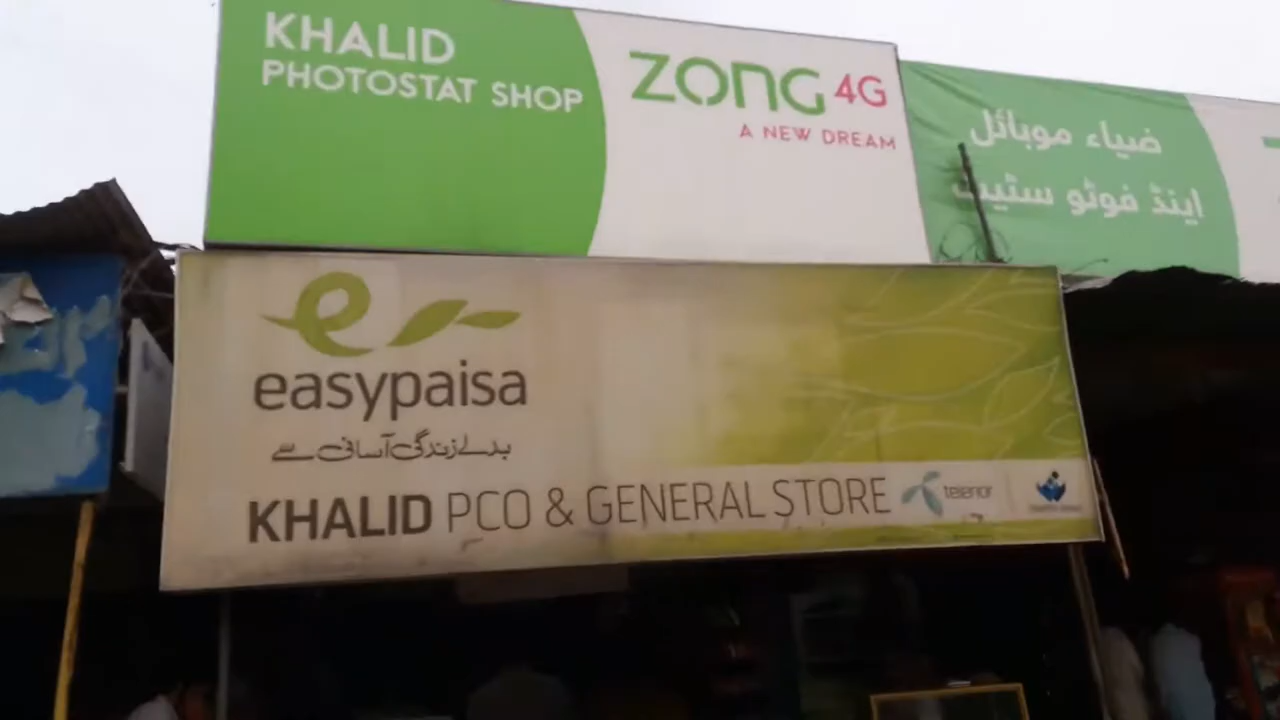 KHALID
PHOTOSTAT SHOP
ZONG 4G
A NEW DREAM
ضیاء موبائل
اینڈ فوٹو سٹیٹ
easypaisa
بدلے زندگی آسانی سے
KHALID PCO & GENERAL STORE
telenor